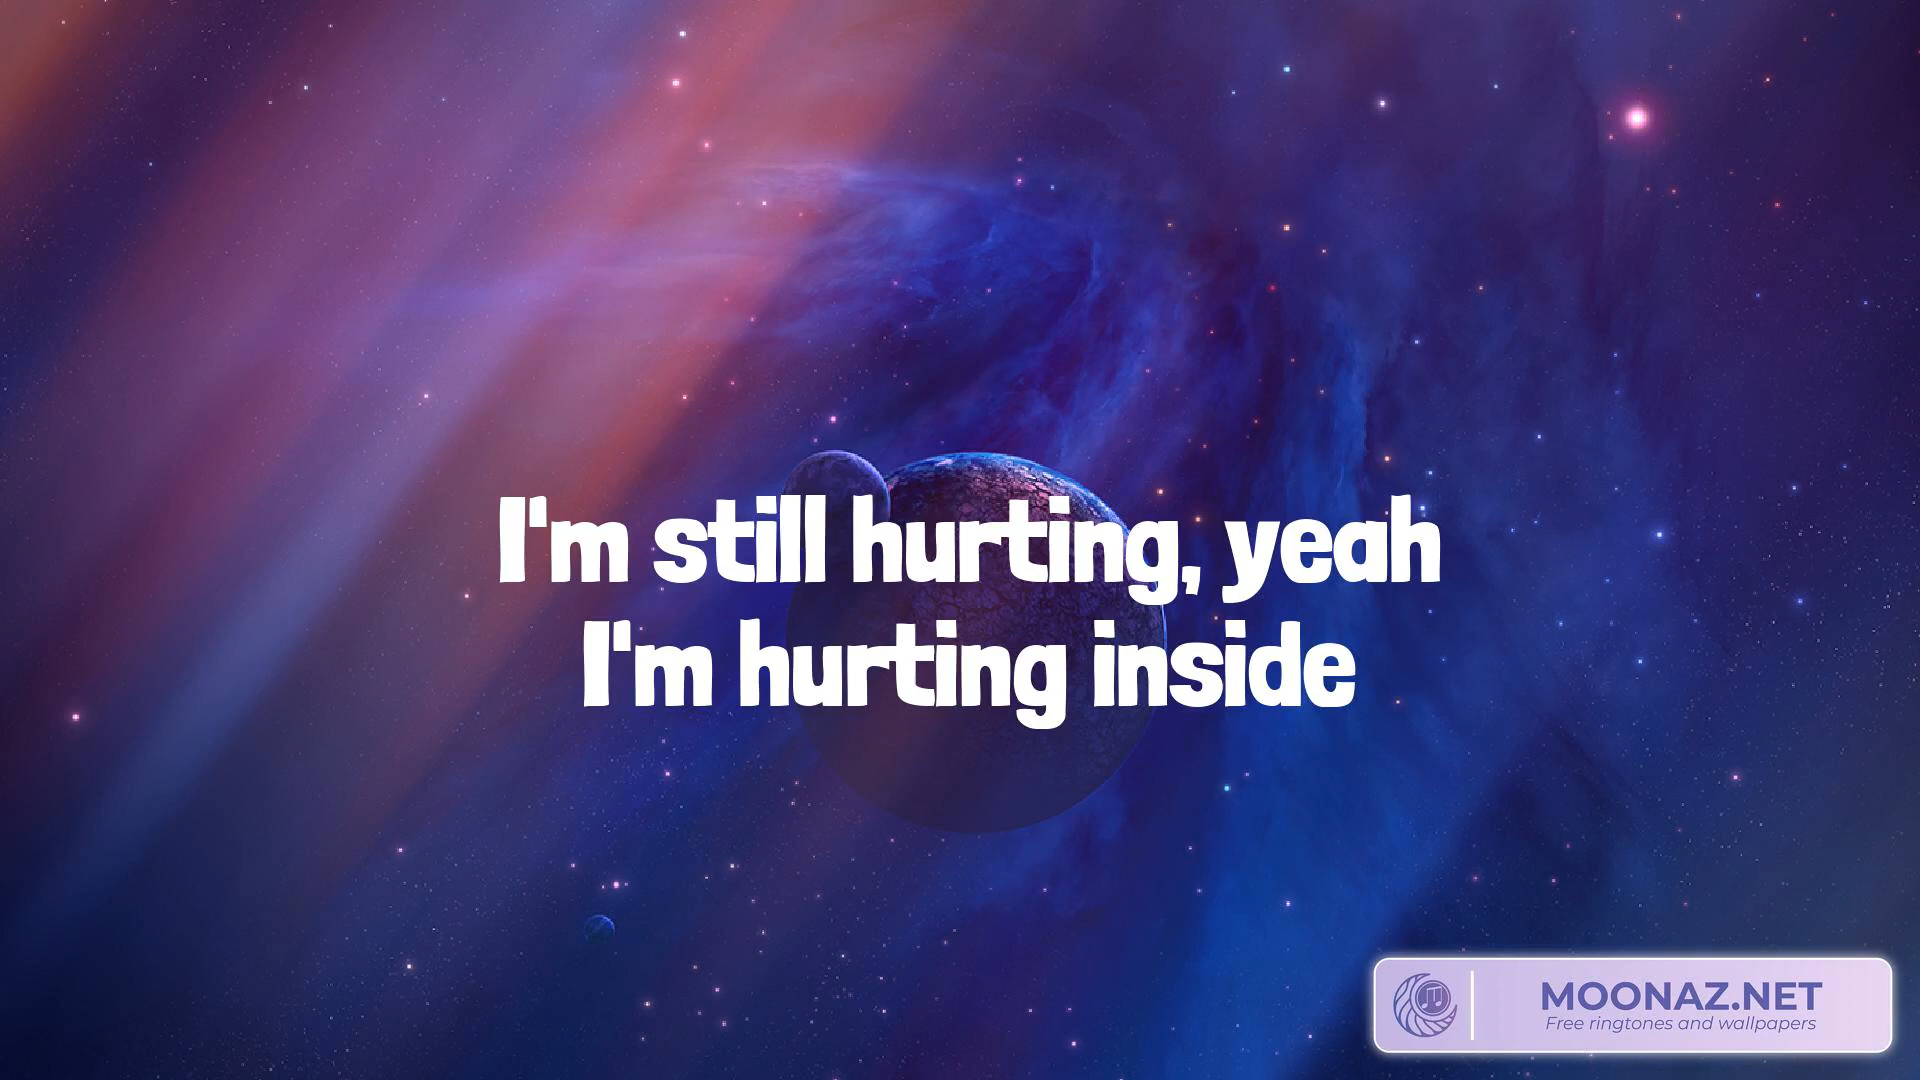 I'm still hurting, yeah
I'm hurting inside
MOONAZ.NET
Free ringtones and wallpapers